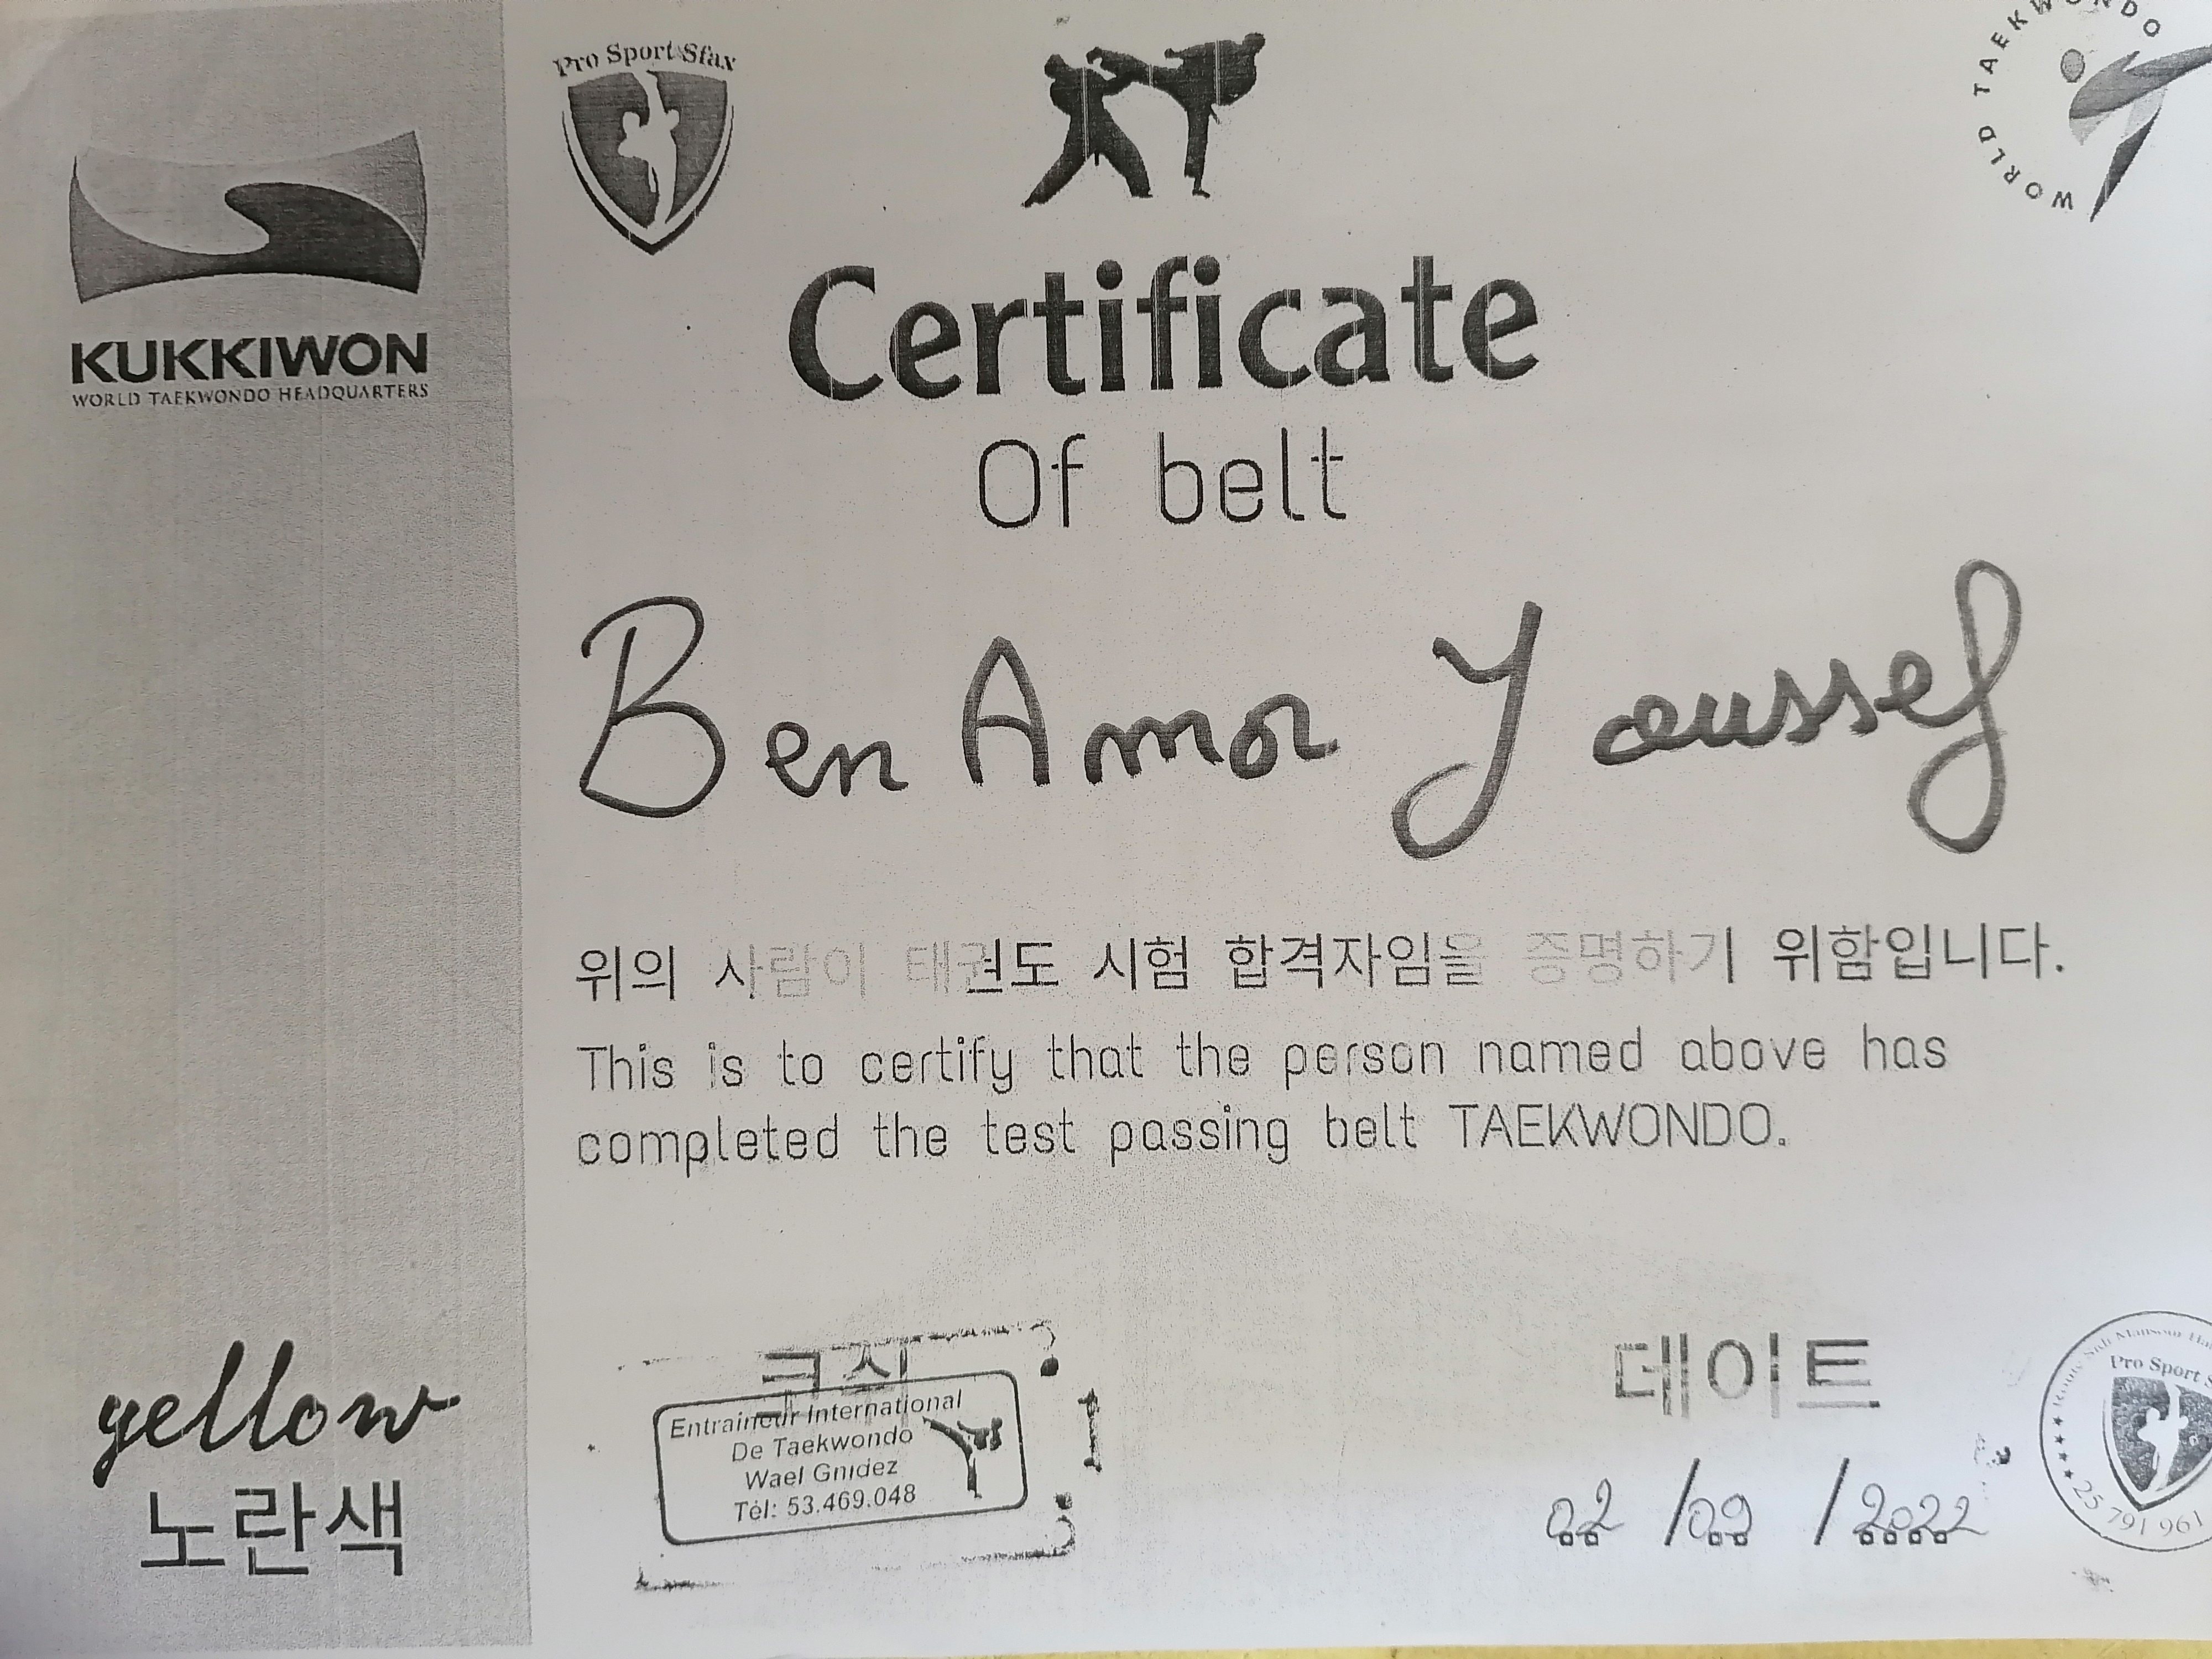 Pro Sport Sfax
WORLD TAEKWONDO
KUKKIWON
WORLD TAEKWONDO HEADQUARTERS
Certificate
Of belt
Ben Amor Youssef
위의 사람이 태권도 시험 합격자임을 증명하기 위함입니다.
This is to certify that the person named above has
completed the test passing belt TAEKWONDO.
yellow
노란색
Entraineur International
De Taekwondo
Wael Gnidez
Tél: 53.469.048
데이트
02/09/2022
Pro Sport
25 791 961